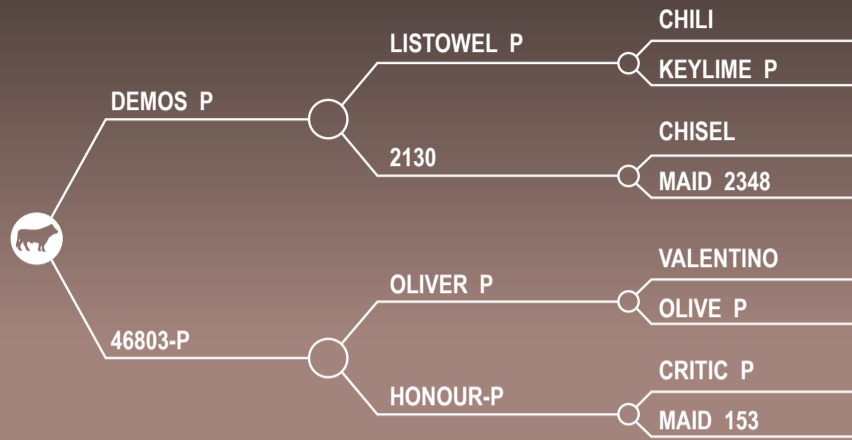 CHILI
LISTOWEL P
KEYLIME P
DEMOS P
CHISEL
2130
MAID 2348
VALENTINO
OLIVER P
OLIVE P
46803-P
CRITIC P
HONOUR-P
MAID 153